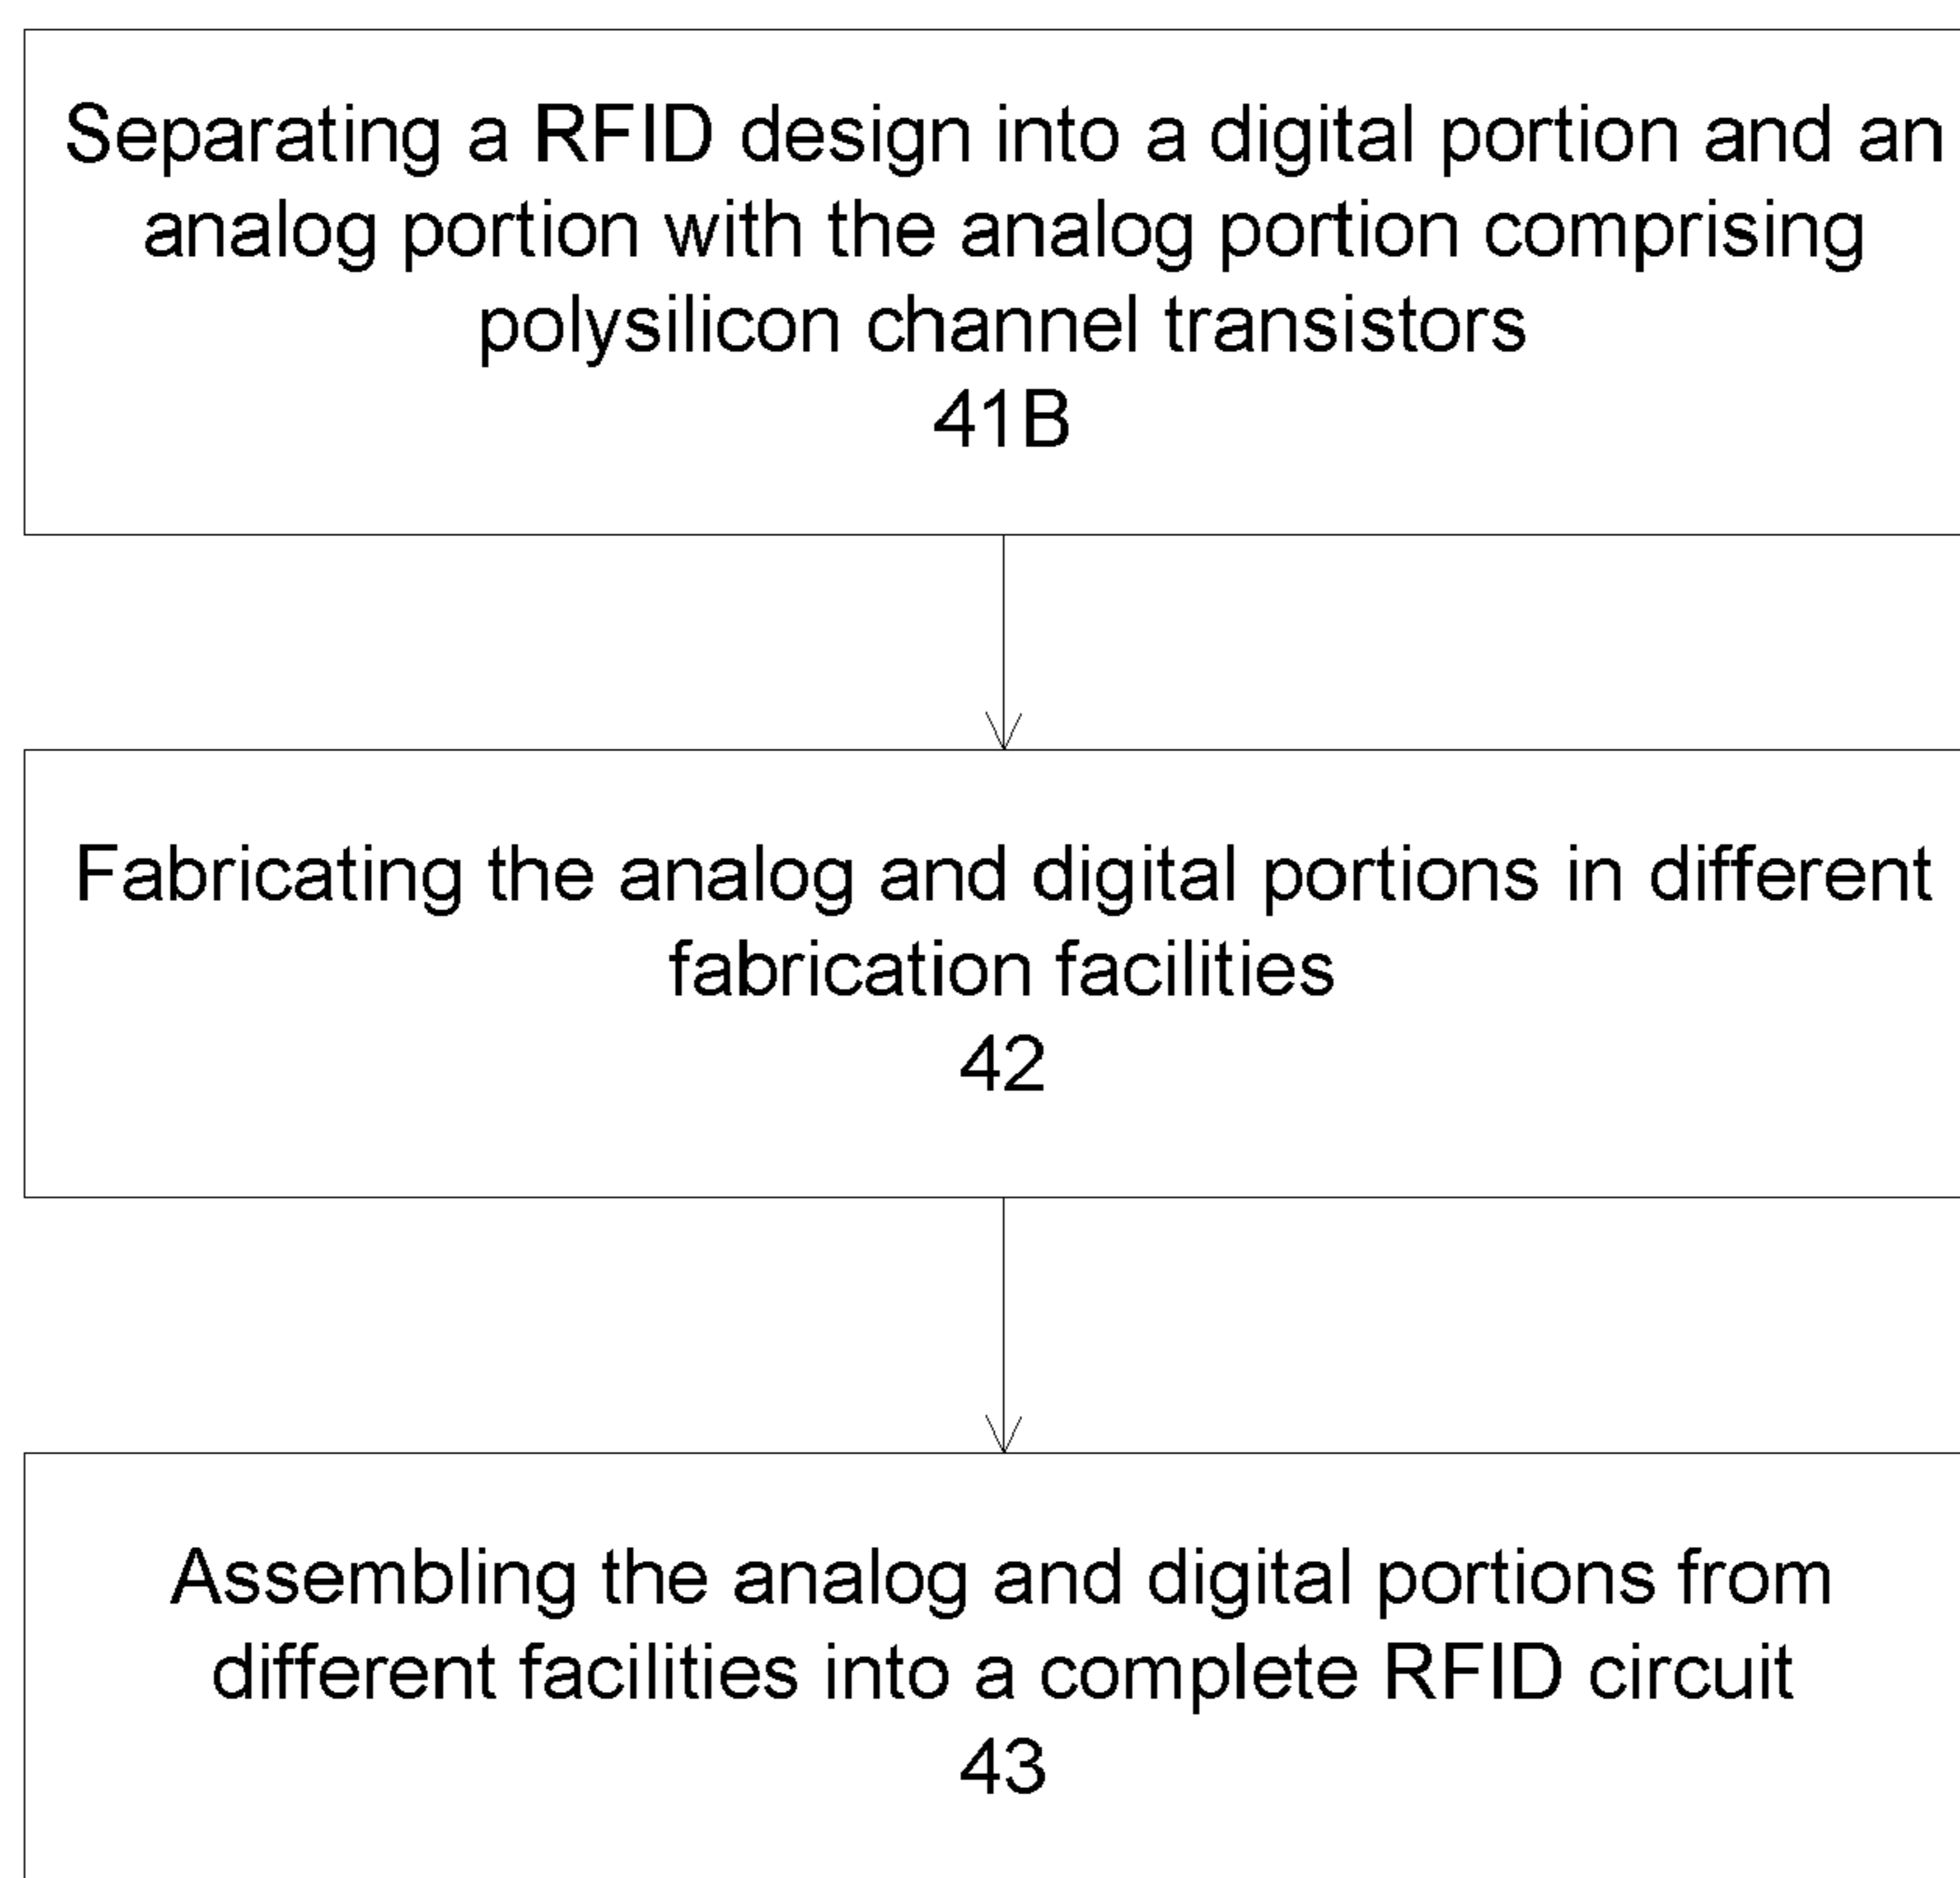 Separating a RFID design into a digital portion and an
analog portion with the analog portion comprising
polysilicon channel transistors
41B
Fabricating the analog and digital portions in different
fabrication facilities
42
Assembling the analog and digital portions from
different facilities into a complete RFID circuit
43